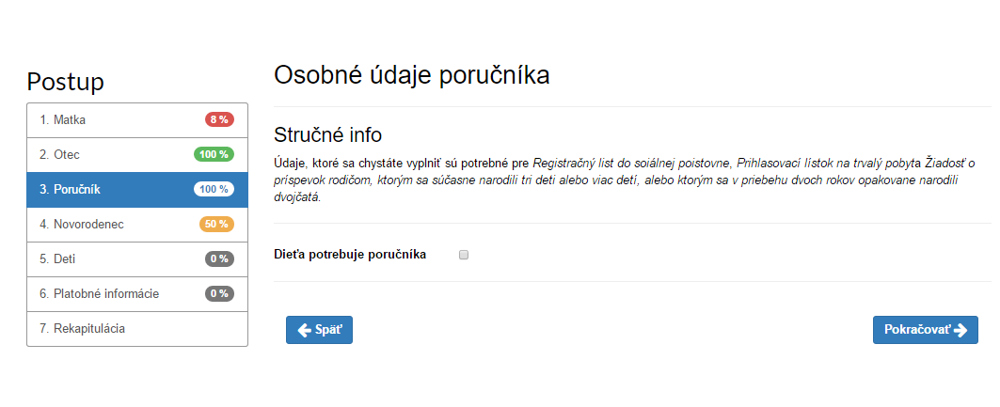 Postup
1. Matka 8 %
2. Otec 100 %
3. Poručník 100 %
4. Novorodenec 50 %
5. Deti 0 %
6. Platobné informácie 0 %
7. Rekapitulácia
Osobné údaje poručníka
Stručné info
Údaje, ktoré sa chystáte vyplniť sú potrebné pre Registračný list do soiálnej poistovne, Prihlasovací lístok na trvalý pobyta Žiadosť o
príspevok rodičom, ktorým sa súčasne narodili tri deti alebo viac detí, alebo ktorým sa v priebehu dvoch rokov opakovane narodili
dvojčatá.
Dieťa potrebuje poručníka
Späť
Pokračovať